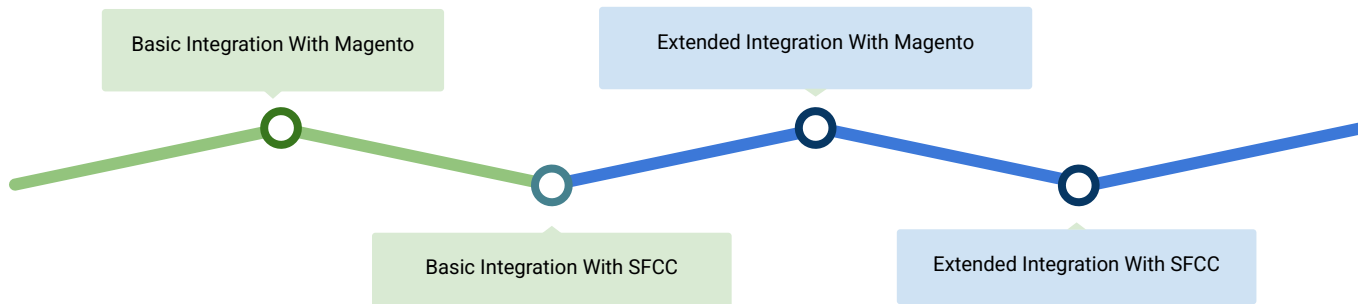 Basic Integration With Magento
Extended Integration With Magento
Basic Integration With SFCC
Extended Integration With SFCC